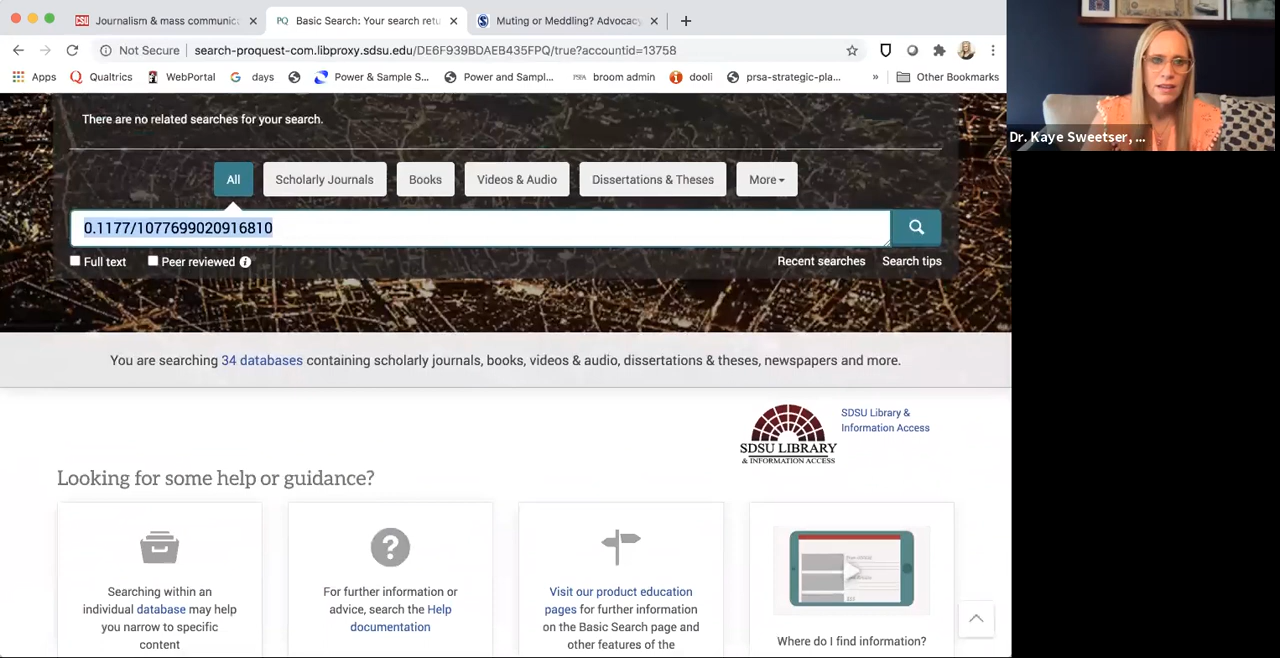 Journalism & mass communic
Basic Search: Your search retu
Muting or Meddling? Advocacy
Not Secure
search-proquest-com.libproxy.sdsu.edu/DE6F939BDAEB435FPQ/true?accountid=13758
Apps
Qualtrics
WebPortal
days
Power & Sample S...
Power and Sampl...
broom admin
dooli
prsa-strategic-pla...
»
Other Bookmarks
Dr. Kaye Sweetser, ...
There are no related searches for your search.
All
Scholarly Journals
Books
Videos & Audio
Dissertations & Theses
More
0.1177/1077699020916810
Full text
Peer reviewed
Recent searches
Search tips
You are searching 34 databases containing scholarly journals, books, videos & audio, dissertations & theses, newspapers and more.
SDSU LIBRARY
& INFORMATION ACCESS
SDSU Library &
Information Access
Looking for some help or guidance?
Searching within an
individual database may help
you narrow to specific
content
For further information or
advice, search the Help
documentation
Visit our product education
pages for further information
on the Basic Search page and
other features of the
Where do I find information?